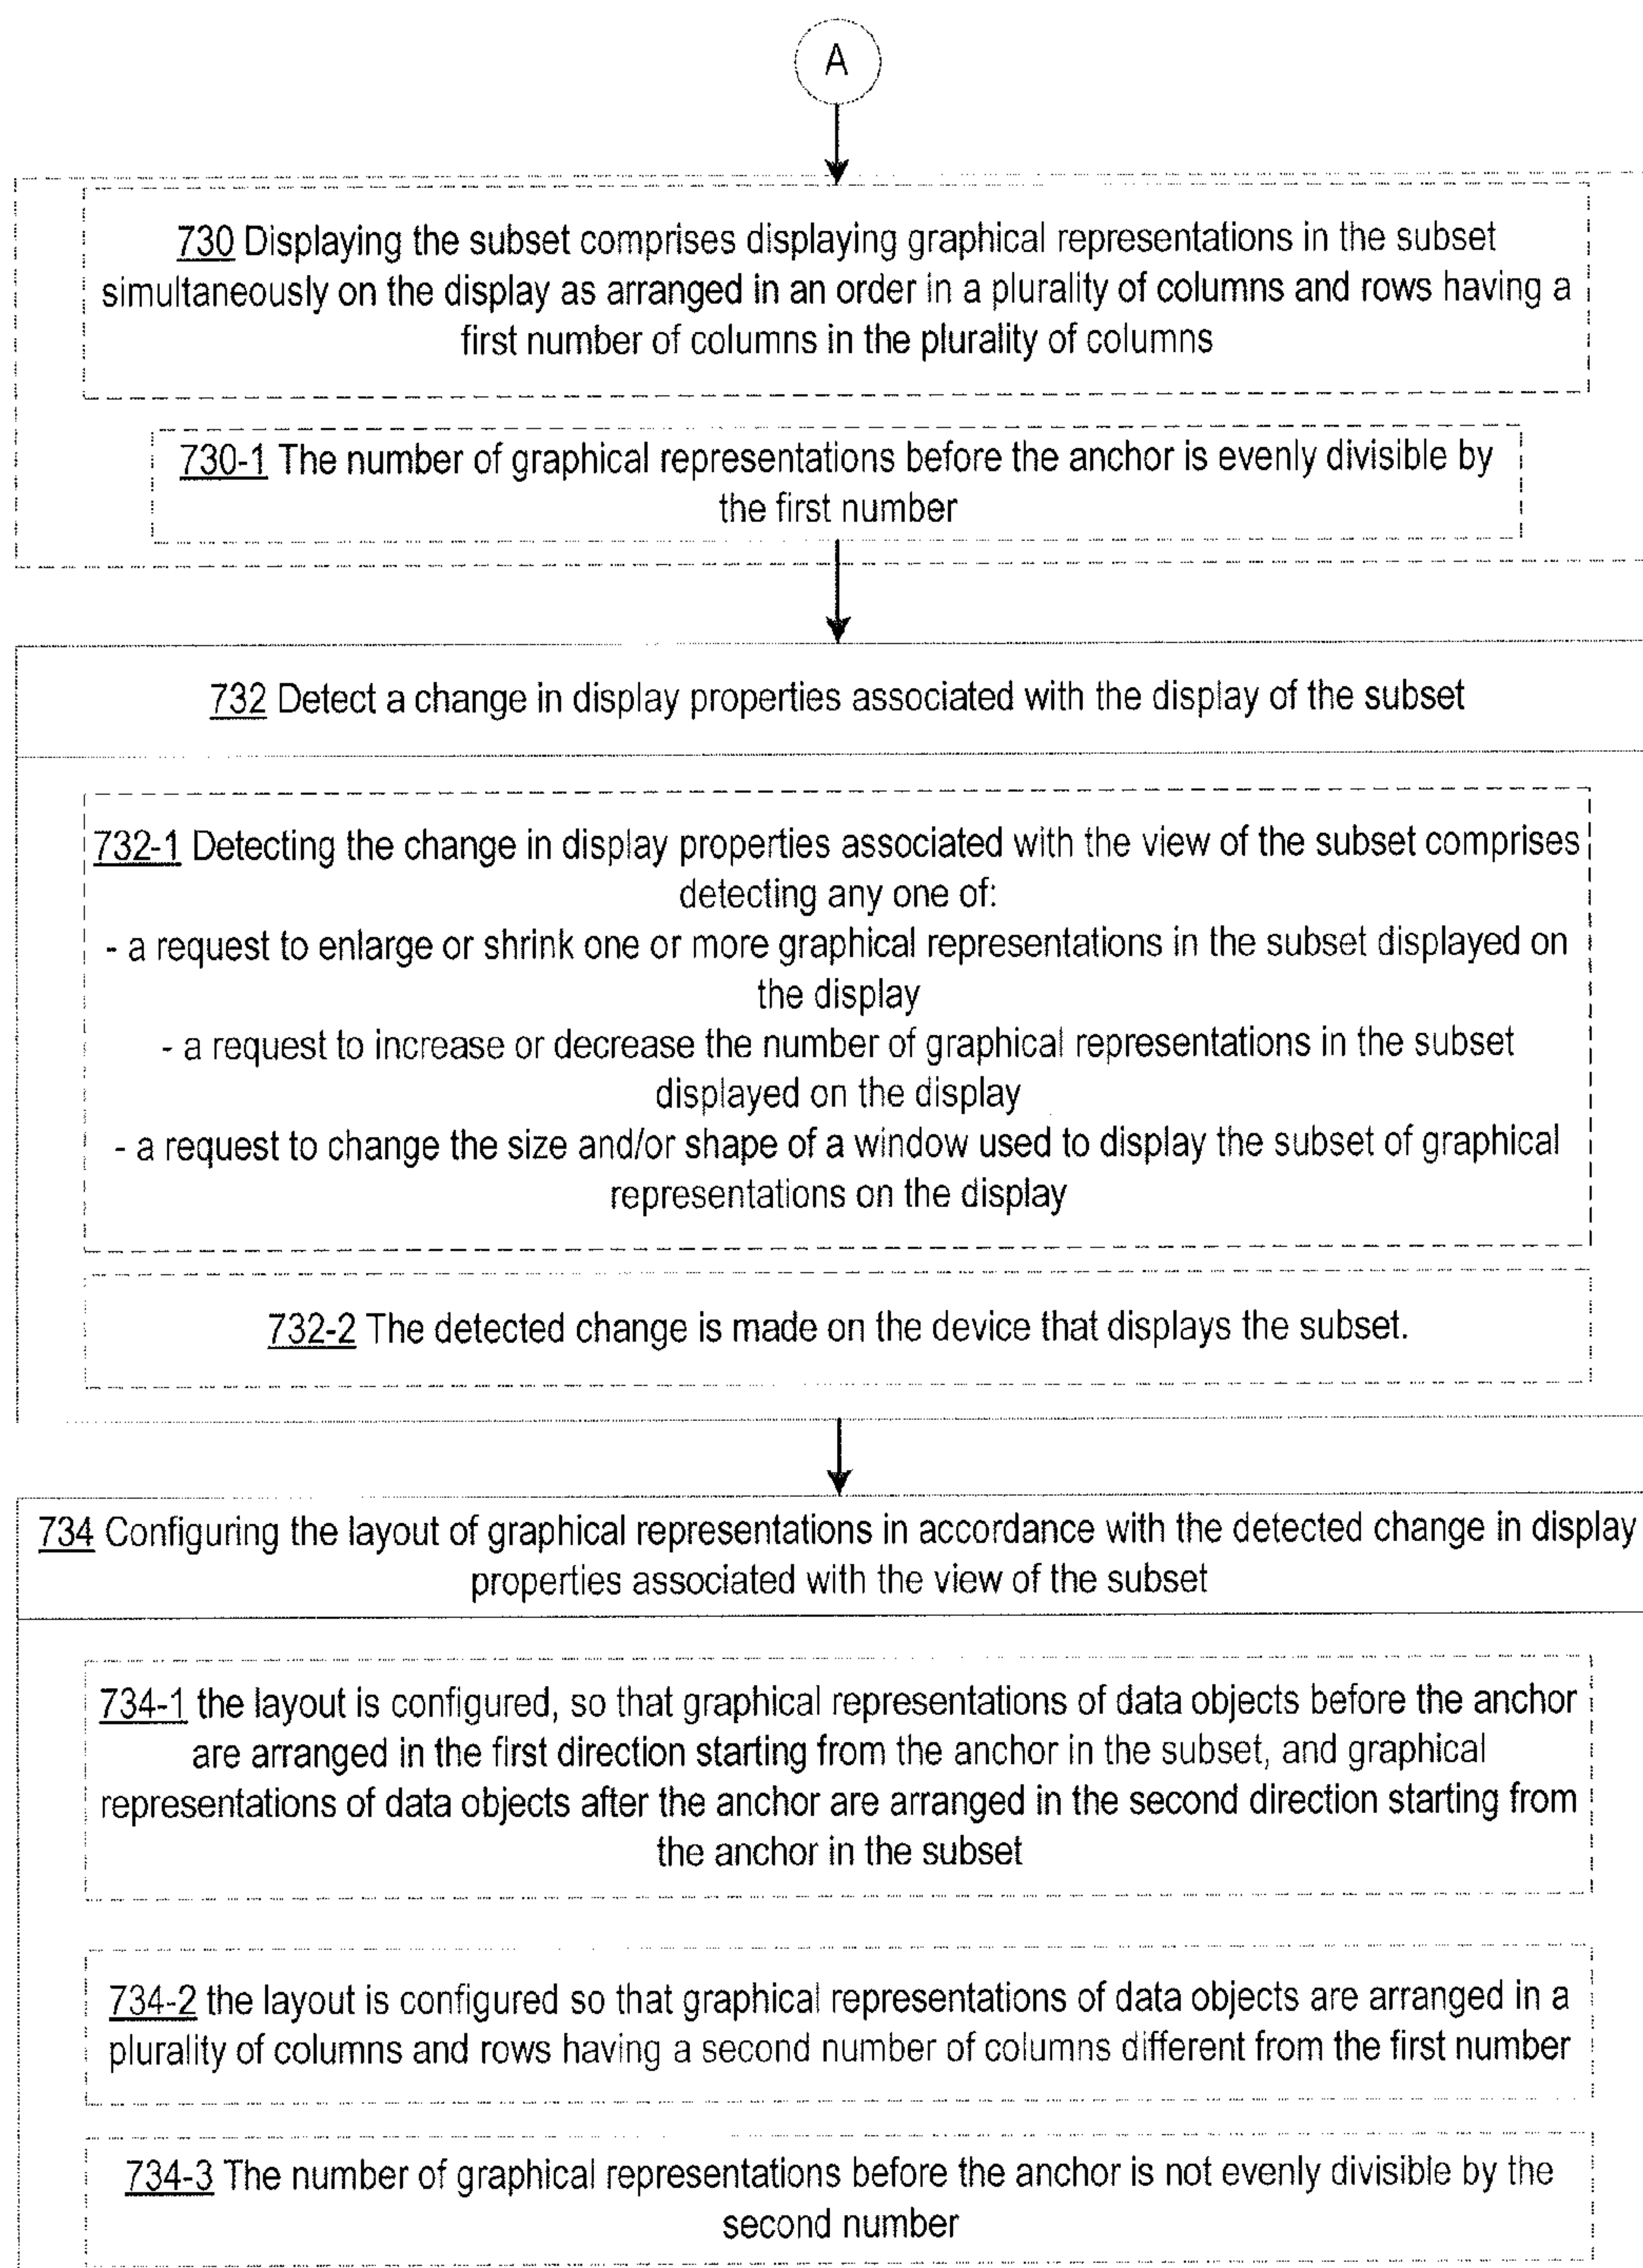 A
730 Displaying the subset comprises displaying graphical representations in the subset
simultaneously on the display as arranged in an order in a plurality of columns and rows having a
first number of columns in the plurality of columns
730-1 The number of graphical representations before the anchor is evenly divisible by
the first number
732 Detect a change in display properties associated with the display of the subset
732-1 Detecting the change in display properties associated with the view of the subset comprises
detecting any one of:
- a request to enlarge or shrink one or more graphical representations in the subset displayed on
the display
- a request to increase or decrease the number of graphical representations in the subset
displayed on the display
- a request to change the size and/or shape of a window used to display the subset of graphical
representations on the display
732-2 The detected change is made on the device that displays the subset.
734 Configuring the layout of graphical representations in accordance with the detected change in display
properties associated with the view of the subset
734-1 the layout is configured, so that graphical representations of data objects before the anchor
are arranged in the first direction starting from the anchor in the subset, and graphical
representations of data objects after the anchor are arranged in the second direction starting from
the anchor in the subset
734-2 the layout is configured so that graphical representations of data objects are arranged in a
plurality of columns and rows having a second number of columns different from the first number
734-3 The number of graphical representations before the anchor is not evenly divisible by the
second number